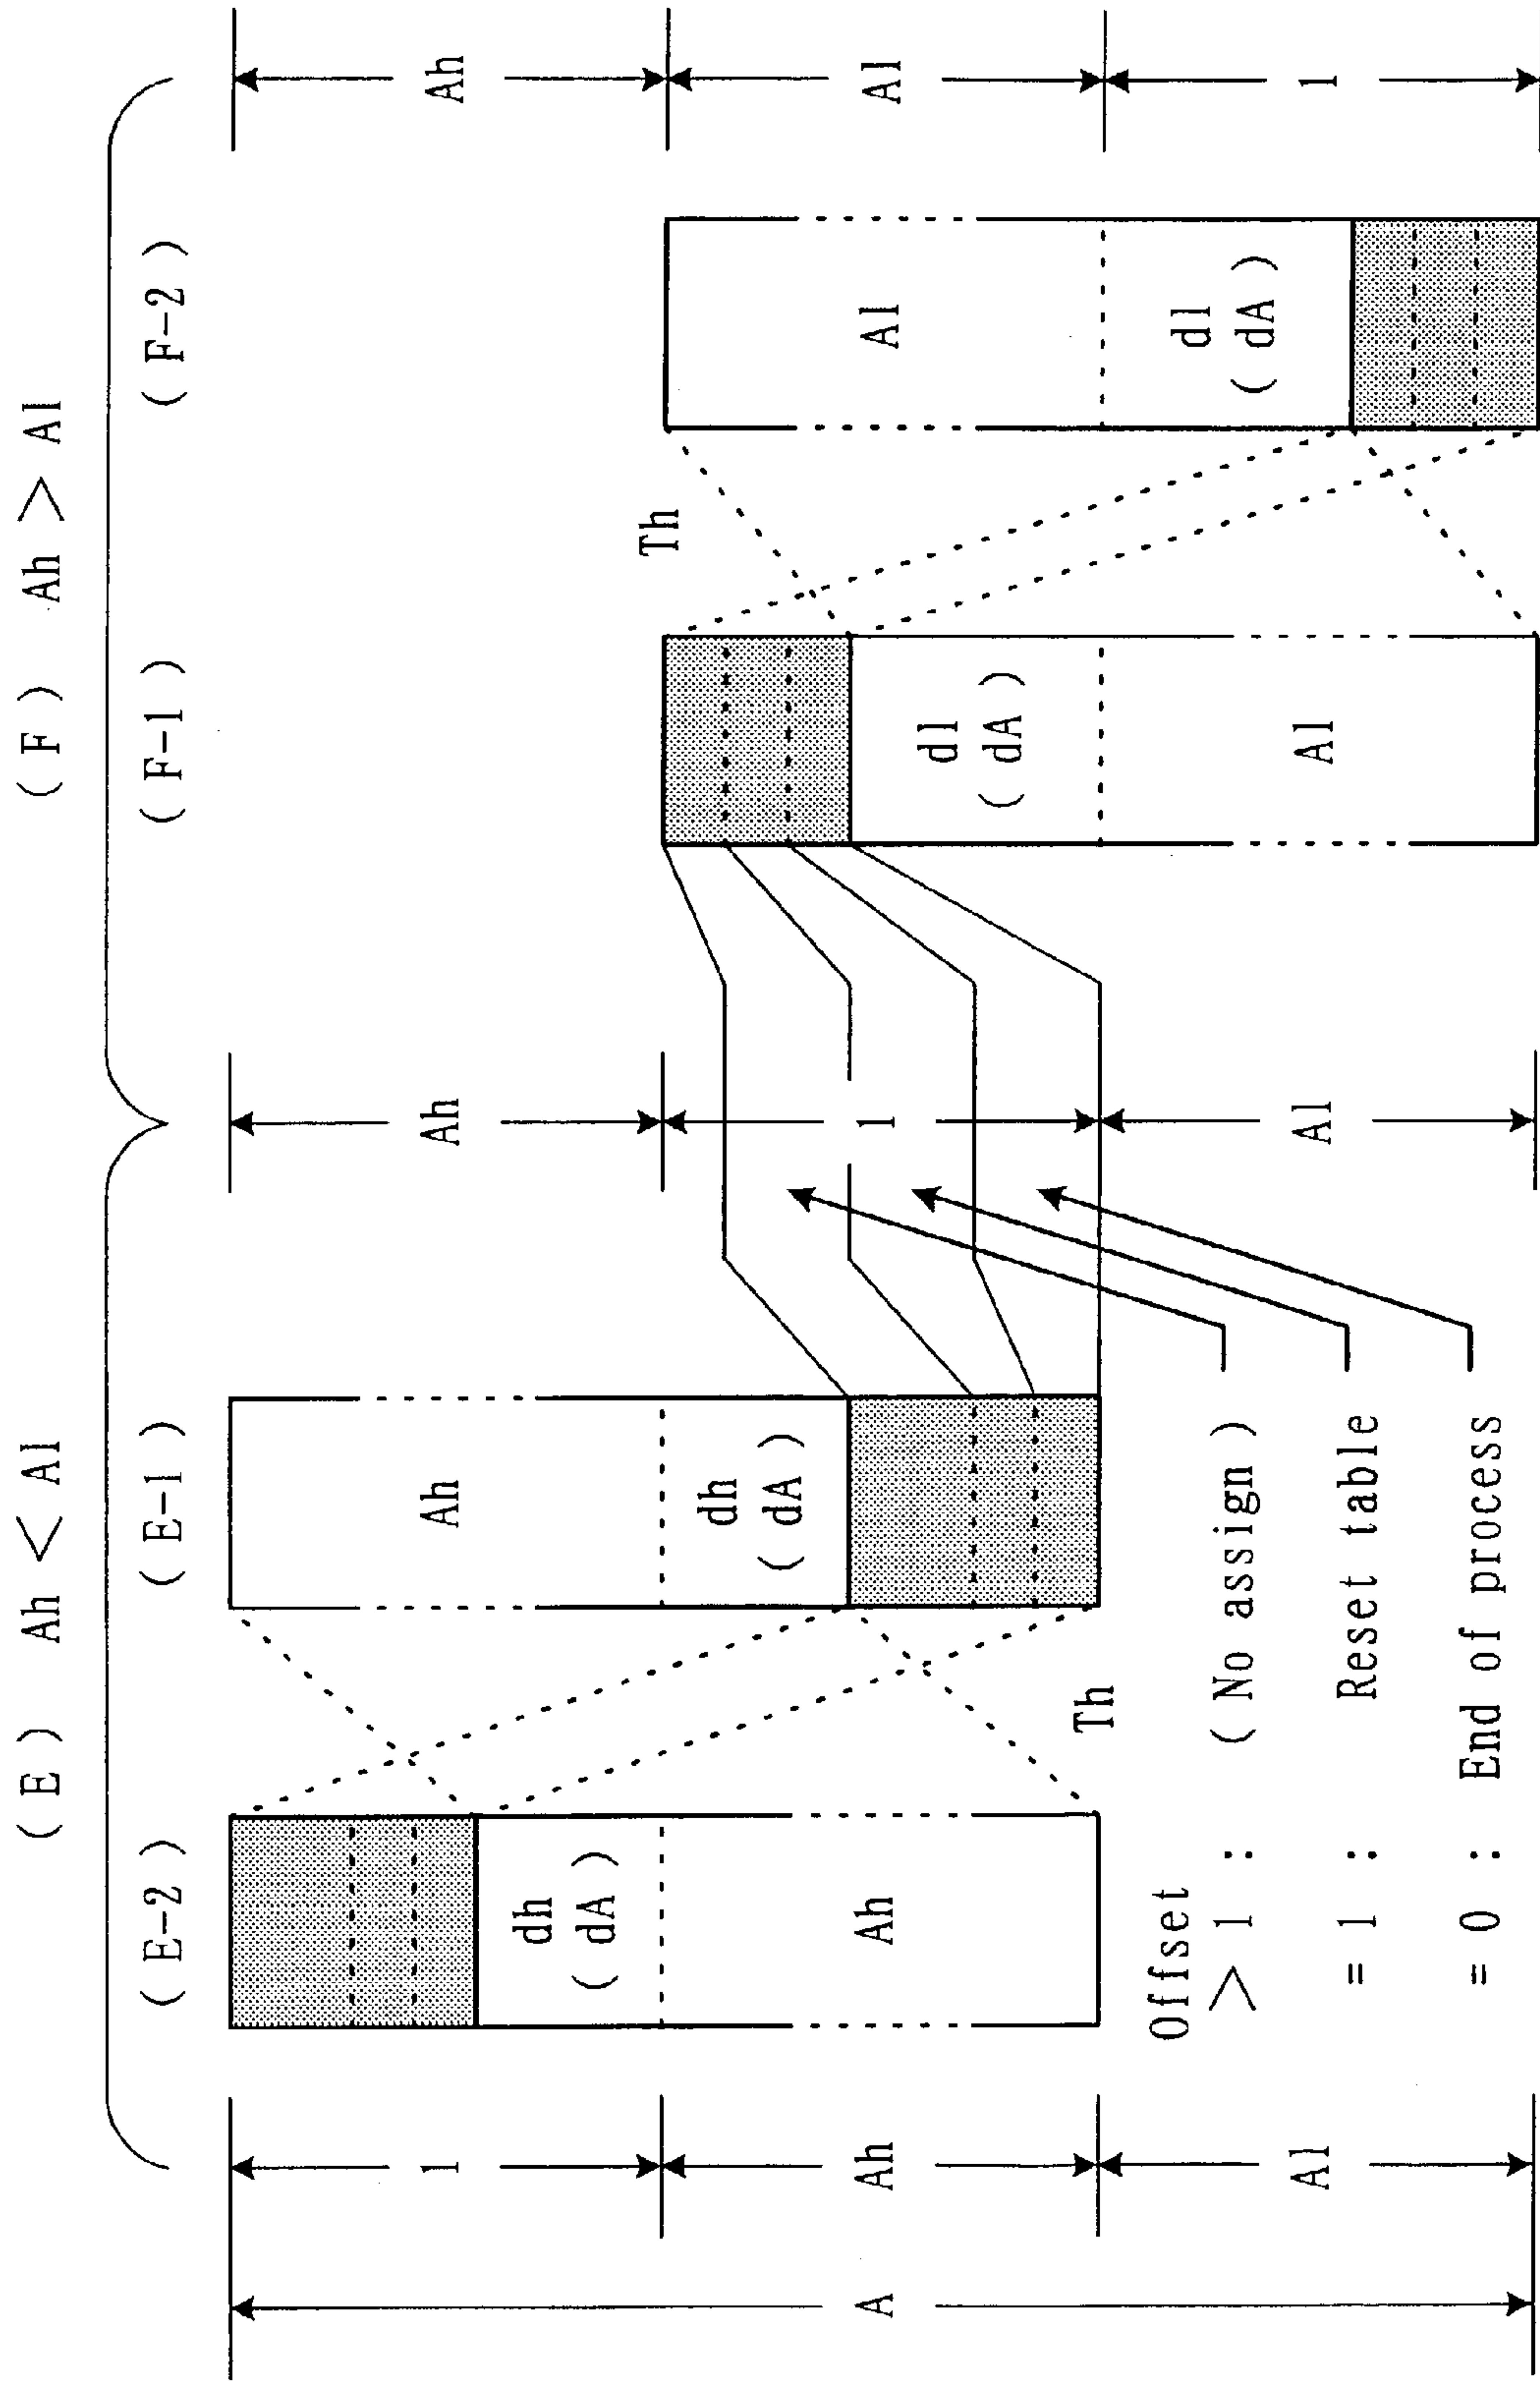 ( E ) Ah < Al
( F ) Ah > Al
( E-2 )
( E-1 )
( F-1 )
( F-2 )
1
Ah
Ah
Ah
dh
( dA )
Th
dh
( dA )
A
Ah
Ah
1
Al
Al
dl
( dA )
Th
dl
( dA )
Al
Al
Al
1
Offset
> 1 : ( No assign )
= 1 : Reset table
= 0 : End of process